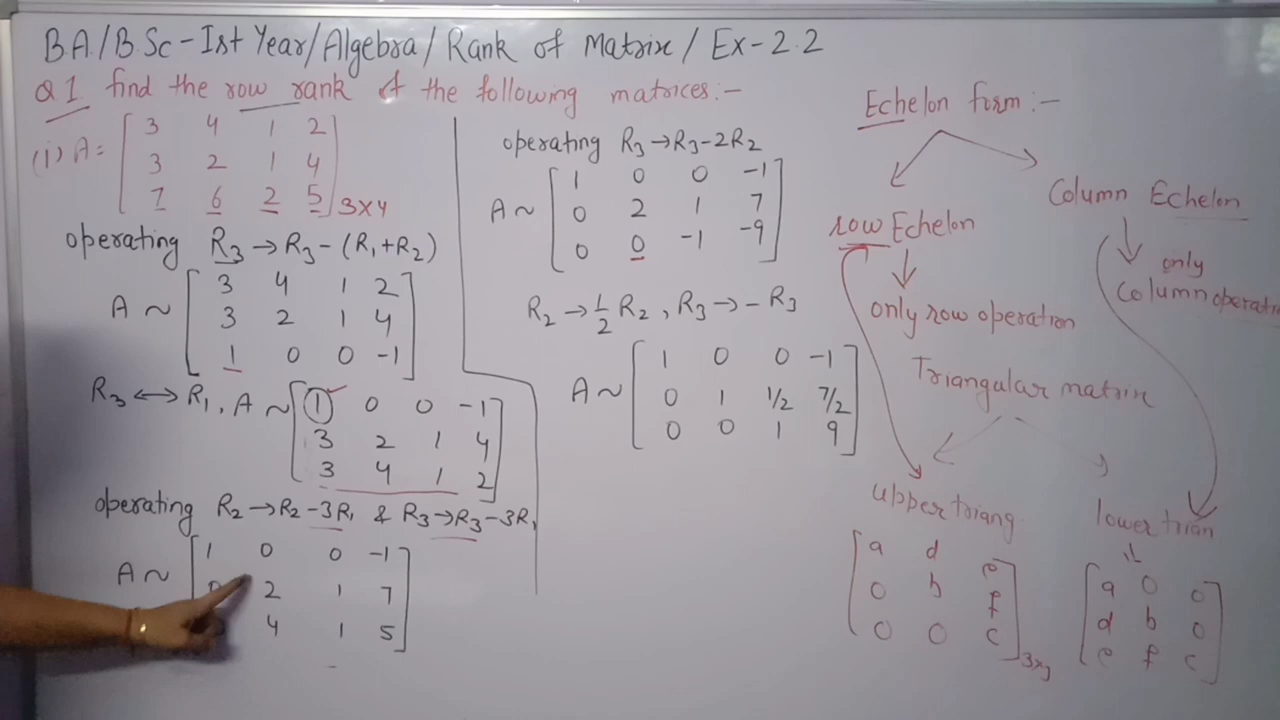 B.A./B.Sc-Ist Year/Algebra/Rank of Matrix/Ex-2.2
Q1 find the row rank of the following matrices:-
(i) A= [3 4 1 2
3 2 1 4
7 6 2 5] 3x4
operating R3→R3-(R1+R2)
A~ [3 4 1 2
3 2 1 4
1 0 0 -1]
R3↔R1, A~ [1 0 0 -1
3 2 1 4
3 4 1 2]
operating R2→R2-3R1 & R3→R3-3R1
A~ [1 0 0 -1
2 1 7
4 1 5]
operating R3→R3-2R2
A~ [1 0 0 -1
0 2 1 7
0 0 -1 -9]
R2→1/2 R2, R3→-R3
A~ [1 0 0 -1
0 1 1/2 7/2
0 0 1 9]
Echelon form:-
row Echelon
only row operation
Column Echelon
only
Column operation
Triangular matrix
upper triang.
[a d e
0 b f
0 0 c] 3x3
lower trian
[a 0 0
d b 0
e f c]